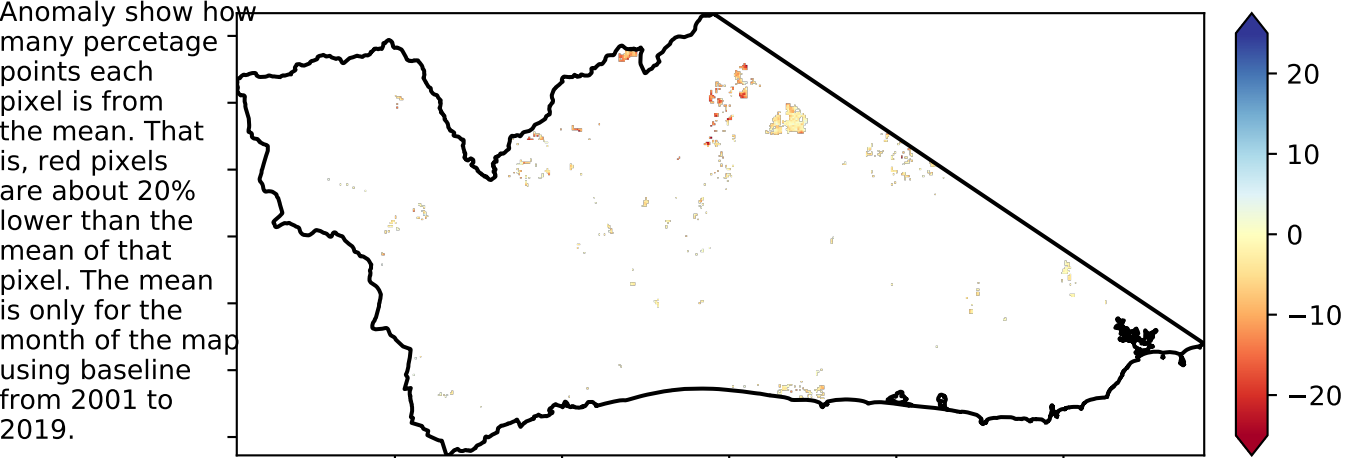 Anomaly show how
many percetage
points each
pixel is from
the mean. That
is, red pixels
are about 20%
lower than the
mean of that
pixel. The mean
is only for the
month of the map
using baseline
from 2001 to
2019.
20
10
0
−10
−20